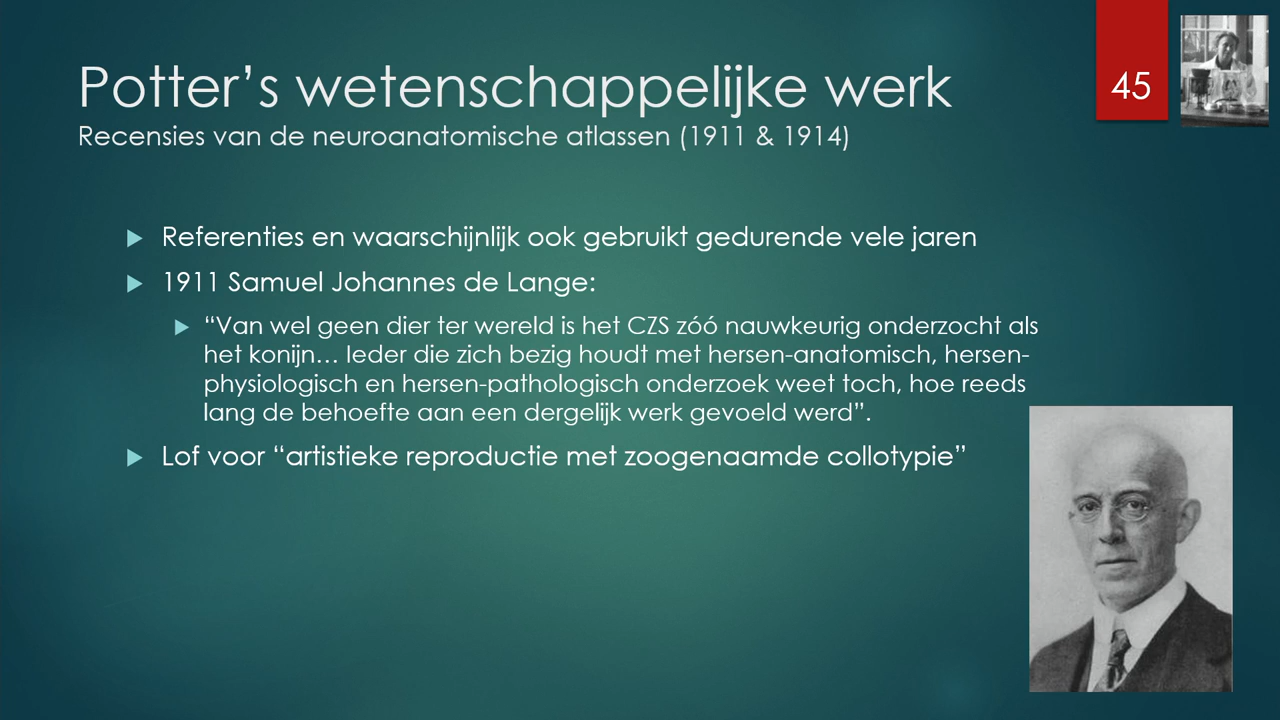 Potter’s wetenschappelijke werk
45
Recensies van de neuroanatomische atlassen (1911 & 1914)
Referenties en waarschijnlijk ook gebruikt gedurende vele jaren
1911 Samuel Johannes de Lange:
“Van wel geen dier ter wereld is het CZS zóó nauwkeurig onderzocht als
het konijn… Ieder die zich bezig houdt met hersen-anatomisch, hersen-
physiologisch en hersen-pathologisch onderzoek weet toch, hoe reeds
lang de behoefte aan een dergelijk werk gevoeld werd”.
Lof voor “artistieke reproductie met zoogenaamde collotypie”